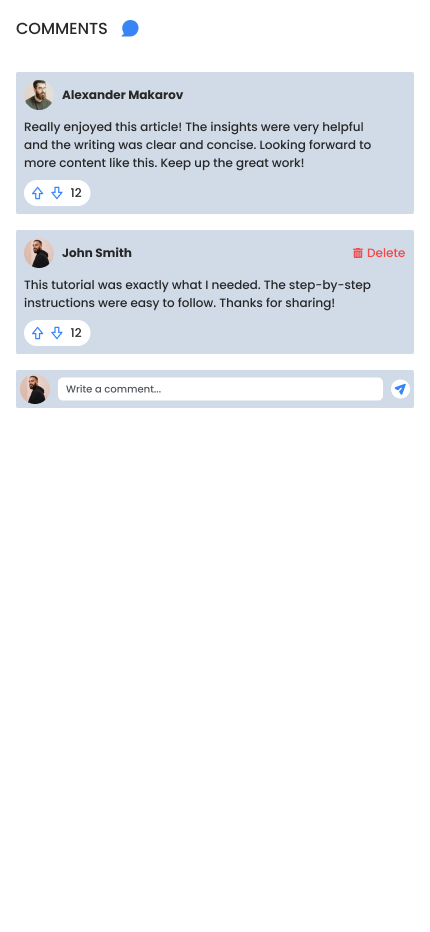 COMMENTS
Alexander Makarov
Really enjoyed this article! The insights were very helpful
and the writing was clear and concise. Looking forward to
more content like this. Keep up the great work!
12
John Smith
Delete
This tutorial was exactly what I needed. The step-by-step
instructions were easy to follow. Thanks for sharing!
12
Write a comment...